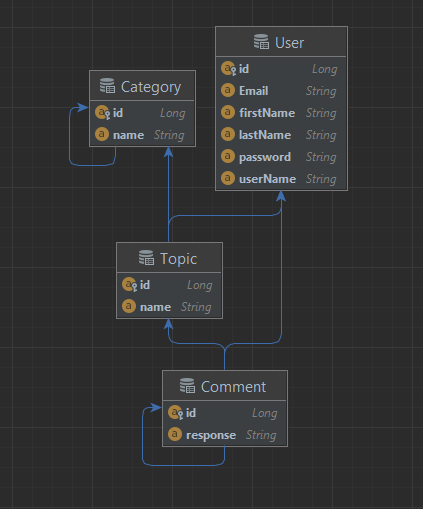 User
id Long
Email String
firstName String
lastName String
password String
userName String
Category
id Long
name String
Topic
id Long
name String
Comment
id Long
response String